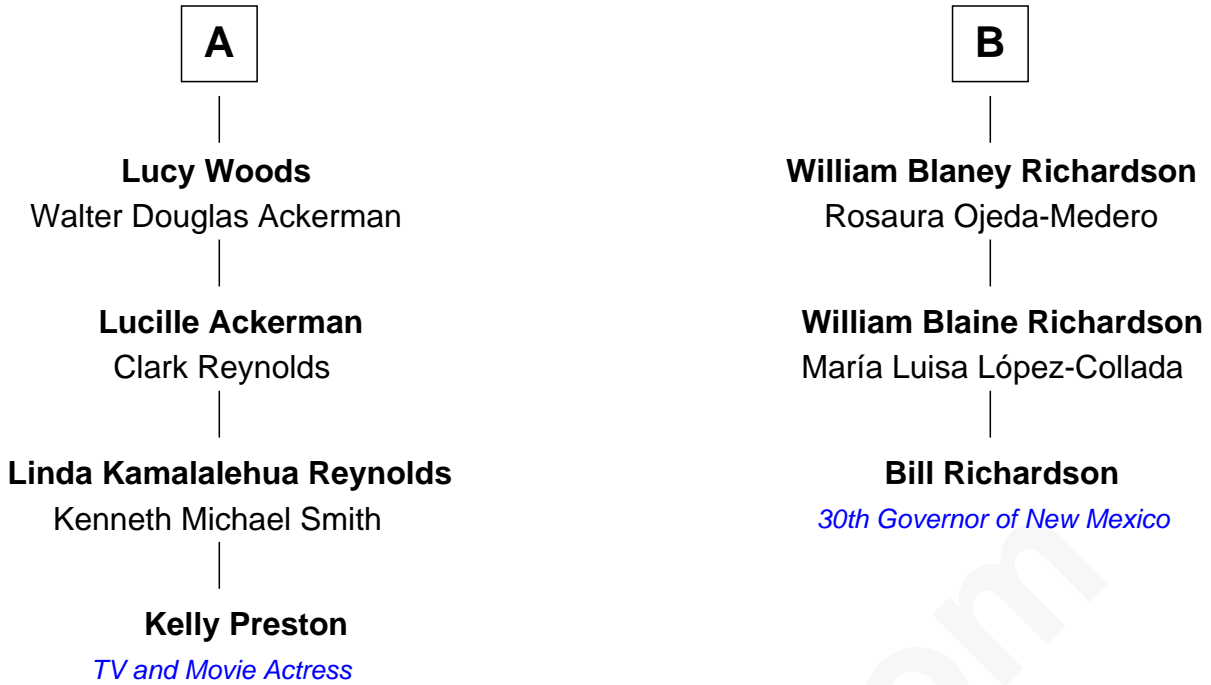 A
Lucy Woods
Walter Douglas Ackerman
Lucille Ackerman
Clark Reynolds
Linda Kamalalehua Reynolds
Kenneth Michael Smith
Kelly Preston
TV and Movie Actress
B
William Blaney Richardson
Rosaura Ojeda-Medero
William Blaine Richardson
María Luisa López-Collada
Bill Richardson
30th Governor of New Mexico
om